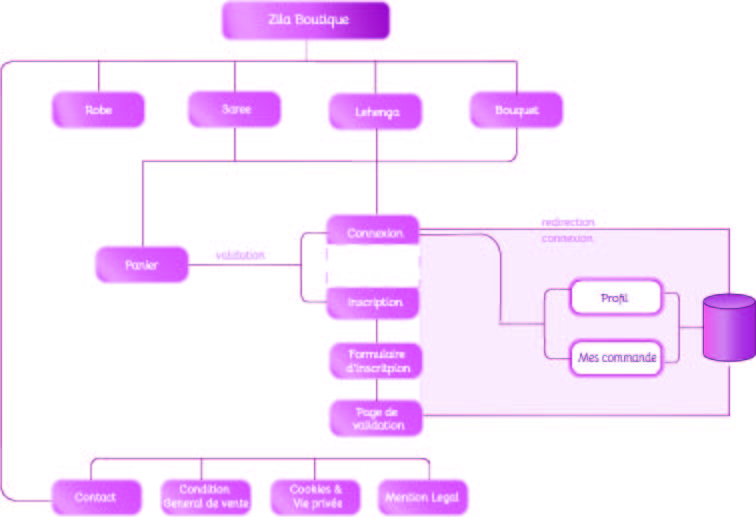 Zila Boutique
Robe
Saree
Lehenga
Bouquet
Connexion
redirection
connexion
Panier
validation
Inscription
Profil
Mes commande
Formulaire
d'inscritpion
Page de
validation
Contact
Condition
General de vente
Cookies &
Vie privée
Mention Legal